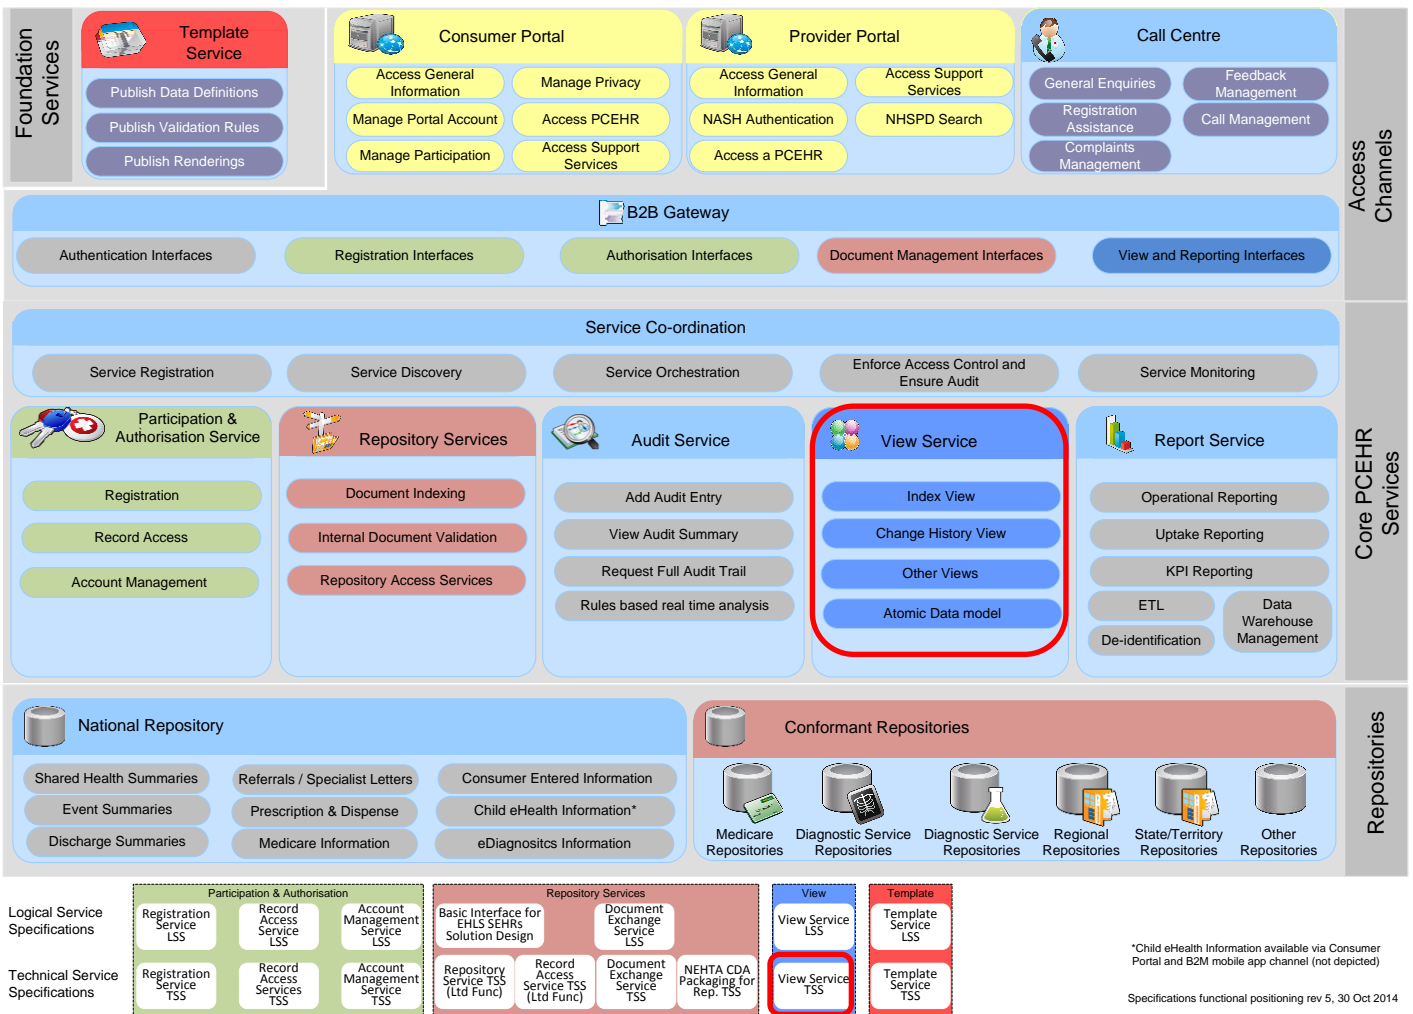 Foundation
Services
Template
Service
Publish Data Definitions
Publish Validation Rules
Publish Renderings
Consumer Portal
Access General
Information
Manage Privacy
Manage Portal Account
Access PCEHR
Manage Participation
Access Support
Services
Provider Portal
Access General
Information
Access Support
Services
NASH Authentication
NHSPD Search
Access a PCEHR
Call Centre
General Enquiries
Feedback
Management
Registration
Assistance
Call Management
Complaints
Management
Access
Channels
B2B Gateway
Authentication Interfaces
Registration Interfaces
Authorisation Interfaces
Document Management Interfaces
View and Reporting Interfaces
Service Co-ordination
Service Registration
Service Discovery
Service Orchestration
Enforce Access Control and
Ensure Audit
Service Monitoring
Participation &
Authorisation Service
Registration
Record Access
Account Management
Repository Services
Document Indexing
Internal Document Validation
Repository Access Services
Audit Service
Add Audit Entry
View Audit Summary
Request Full Audit Trail
Rules based real time analysis
View Service
Index View
Change History View
Other Views
Atomic Data model
Report Service
Operational Reporting
Uptake Reporting
KPI Reporting
ETL
De-identification
Data
Warehouse
Management
Core PCEHR
Services
National Repository
Shared Health Summaries
Referrals / Specialist Letters
Consumer Entered Information
Event Summaries
Prescription & Dispense
Child eHealth Information*
Discharge Summaries
Medicare Information
eDiagnositcs Information
Conformant Repositories
Medicare
Repositories
Diagnostic Service
Repositories
Diagnostic Service
Repositories
Regional
Repositories
State/Territory
Repositories
Other
Repositories
Repositories
Logical Service
Specifications
Technical Service
Specifications
Participation & Authorisation
Registration
Service
LSS
Record
Access
Service
LSS
Account
Management
Service
LSS
Registration
Service
TSS
Record
Access
Services
TSS
Account
Management
Service
TSS
Repository Services
Basic Interface for
EHLS SEHRs
Solution Design
Document
Exchange
Service
LSS
Repository
Service TSS
(Ltd Func)
Record
Access
Service TSS
(Ltd Func)
Document
Exchange
Service
TSS
NEHTA CDA
Packaging for
Rep. TSS
View
View Service
LSS
View Service
TSS
Template
Template
Service
LSS
Template
Service
TSS
*Child eHealth Information available via Consumer
Portal and B2M mobile app channel (not depicted)
Specifications functional positioning rev 5, 30 Oct 2014